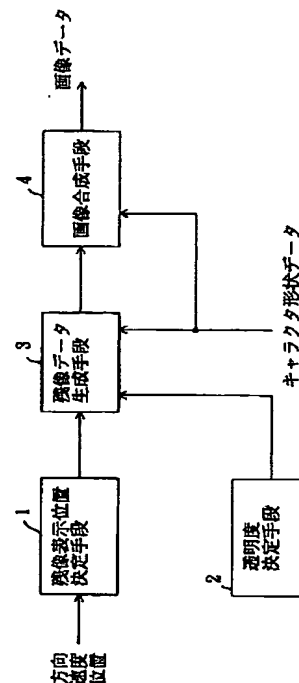 方向
速度
位置
1
残像表示位置
決定手段
2
透明度
決定手段
3
残像データ
生成手段
4
画像合成手段
画像データ
キャラクタ形状データ